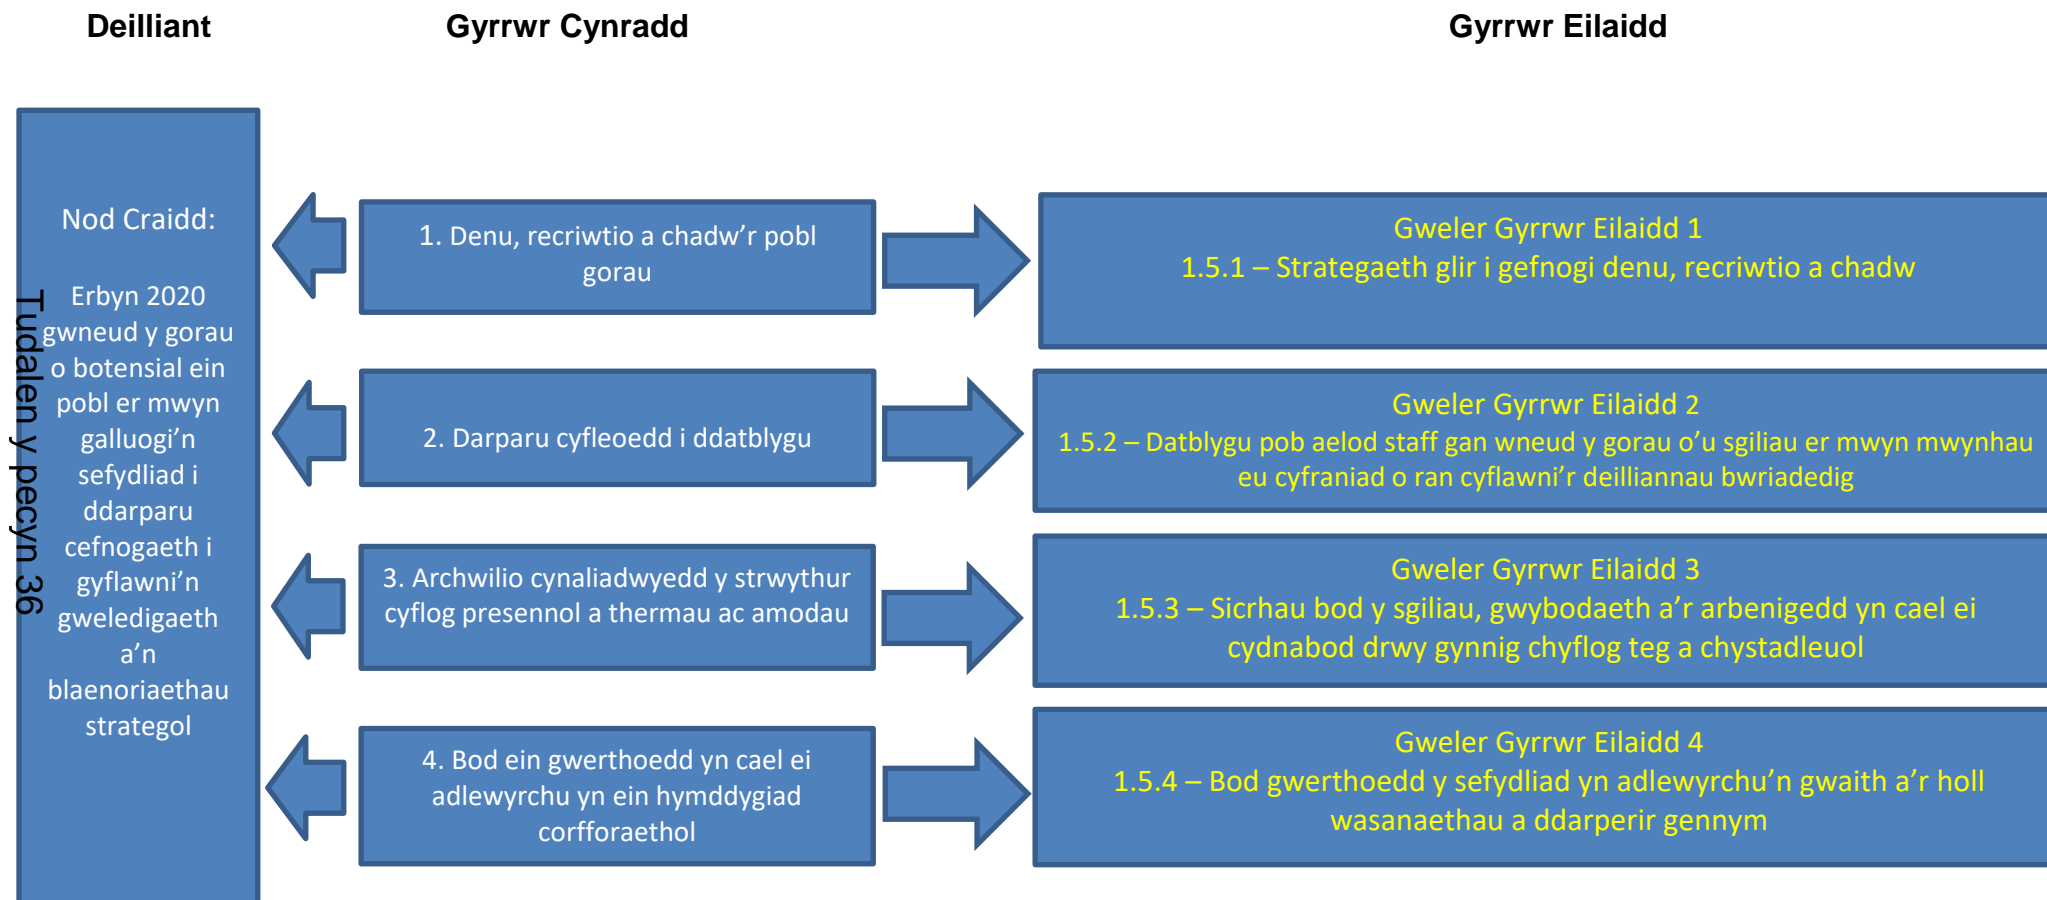 Deilliant
Gyrrwr Cynradd
Gyrrwr Eilaidd
Nod Craidd:
Erbyn 2020
gwneud y gorau
o botensial ein
pobl er mwyn
galluogi’n
sefydliad i
ddarparu
cefnogaeth i
gyflawni’n
gweledigaeth
a’n
blaenoriaethau
strategol
1. Denu, recriwtio a chadw’r pobl
gorau
Gweler Gyrrwr Eilaidd 1
1.5.1 – Strategaeth glir i gefnogi denu, recriwtio a chadw
2. Darparu cyfleoedd i ddatblygu
Gweler Gyrrwr Eilaidd 2
1.5.2 – Datblygu pob aelod staff gan wneud y gorau o’u sgiliau er mwyn mwynhau
eu cyfraniad o ran cyflawni’r deilliannau bwriadedig
3. Archwilio cynaliadwyedd y strwythur
cyflog presennol a thermau ac amodau
Gweler Gyrrwr Eilaidd 3
1.5.3 – Sicrhau bod y sgiliau, gwybodaeth a’r arbenigedd yn cael ei
cydnabod drwy gynnig chyflog teg a chystadleuol
4. Bod ein gwerthoedd yn cael ei
adlewyrchu yn ein hymddygiad
corfforaethol
Gweler Gyrrwr Eilaidd 4
1.5.4 – Bod gwerthoedd y sefydliad yn adlewyrchu’n gwaith a’r holl
wasanaethau a ddarperir gennym
Tudalen y pecyn 36